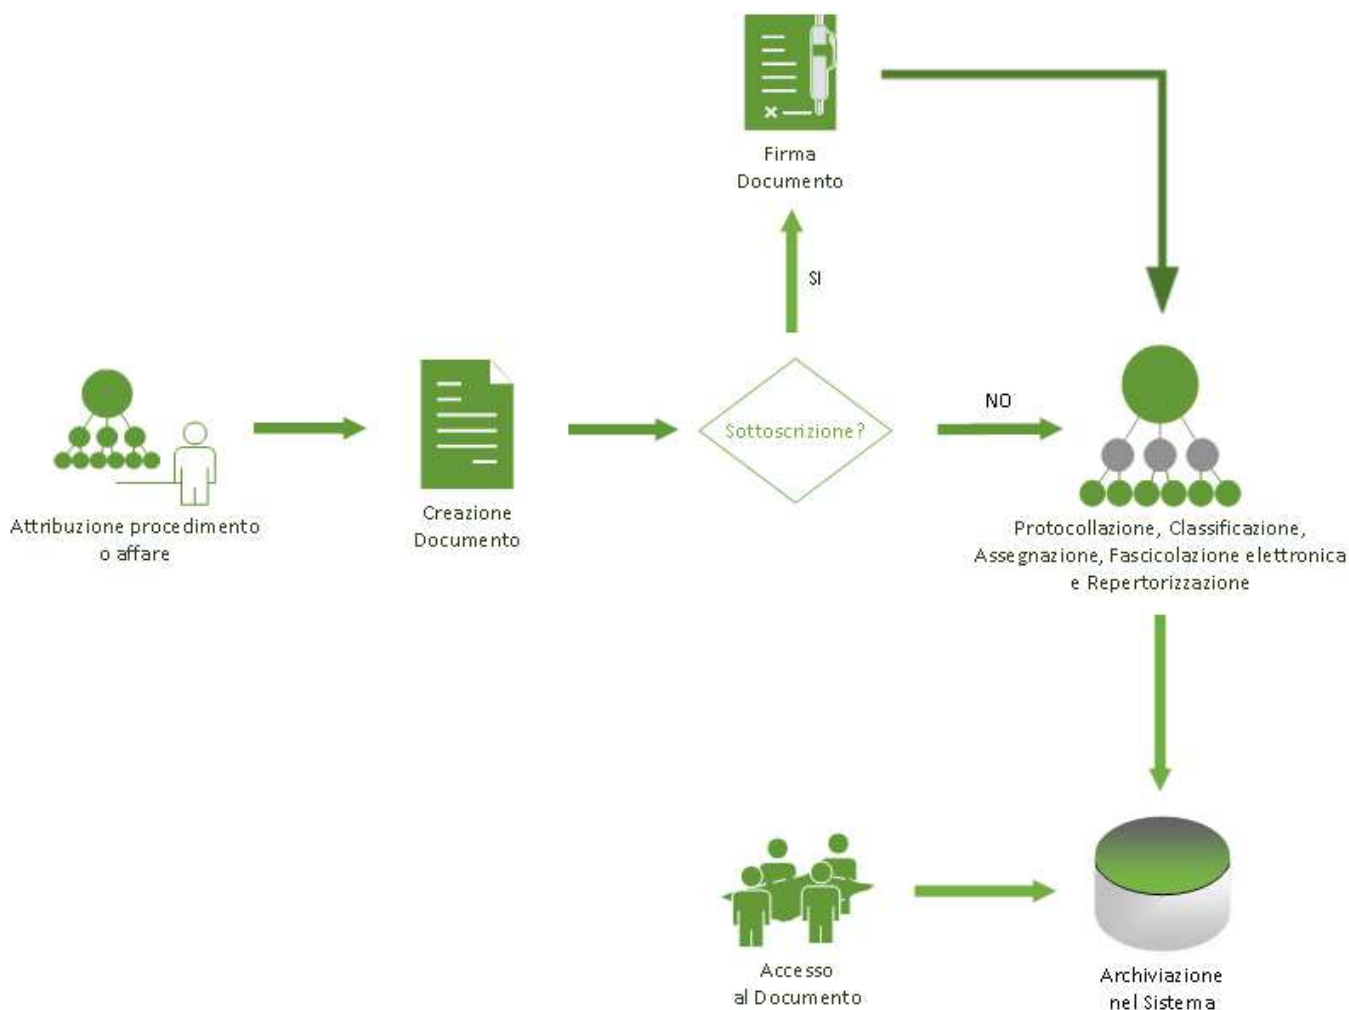 Firma
Documento
SI
Sottoscrizione?
NO
Attribuzione procedimento
o affare
Creazione
Documento
Protocollazione, Classificazione,
Assegnazione, Fascicolazione elettronica
e Repertorizzazione
Accesso
al Documento
Archiviazione
nel Sistema